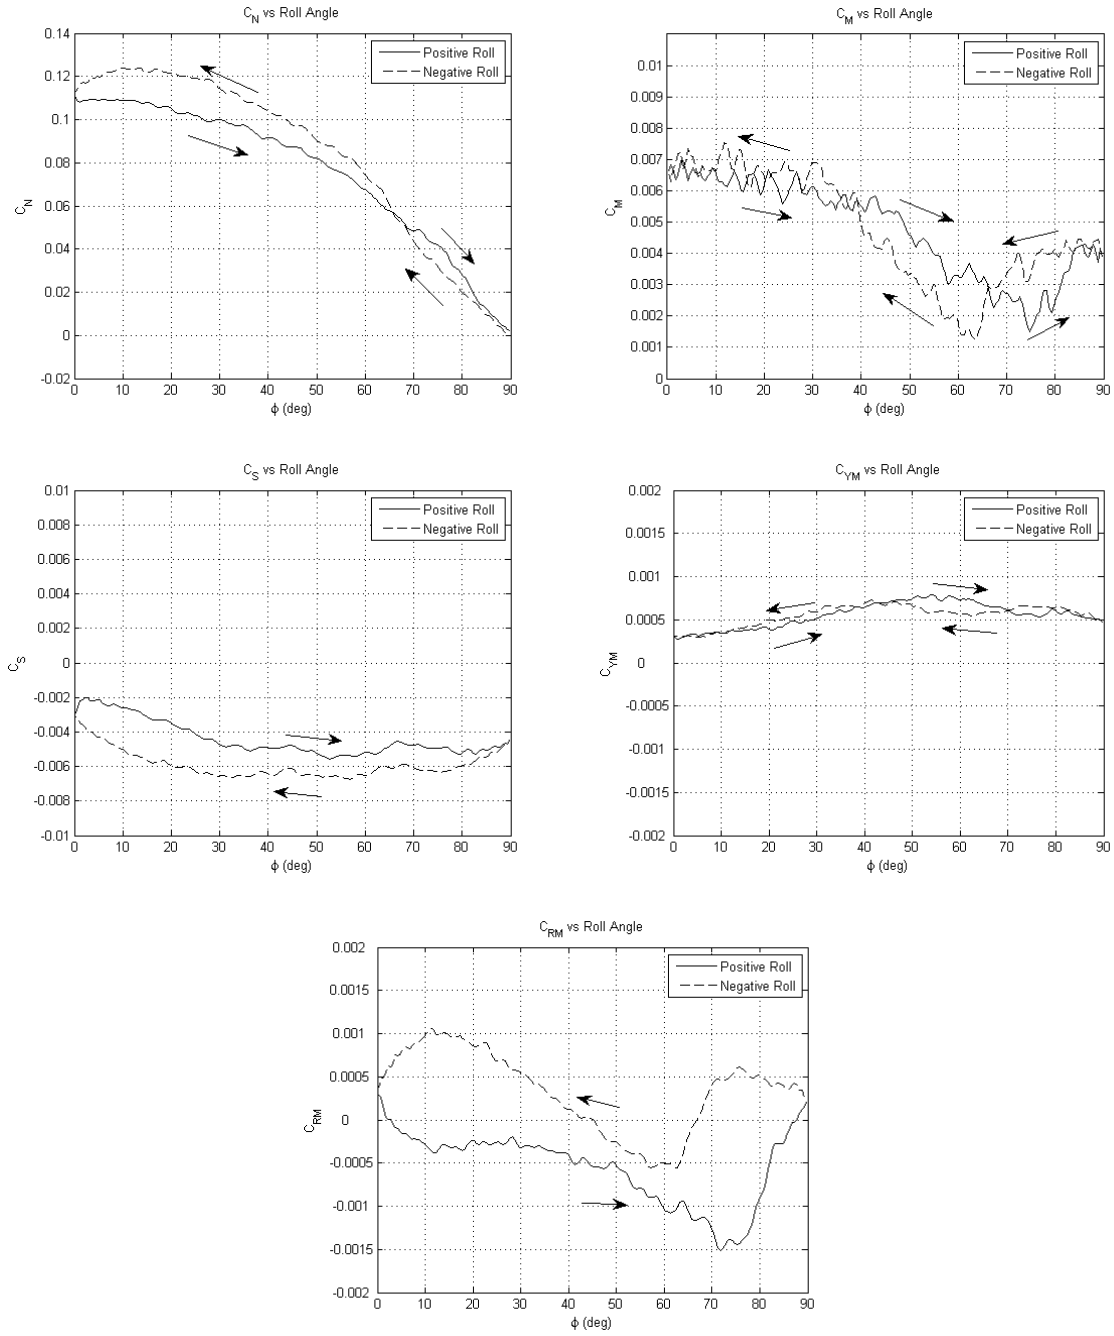 C_N vs Roll Angle
Positive Roll
Negative Roll
0.14
0.12
0.1
0.08
0.06
0.04
0.02
0
-0.02
C_N
0 10 20 30 40 50 60 70 80 90
ϕ (deg)
C_M vs Roll Angle
Positive Roll
Negative Roll
0.01
0.009
0.008
0.007
0.006
0.005
0.004
0.003
0.002
0.001
0
C_M
0 10 20 30 40 50 60 70 80 90
ϕ (deg)
C_S vs Roll Angle
Positive Roll
Negative Roll
0.01
0.008
0.006
0.004
0.002
0
-0.002
-0.004
-0.006
-0.008
-0.01
C_S
0 10 20 30 40 50 60 70 80 90
ϕ (deg)
C_YM vs Roll Angle
Positive Roll
Negative Roll
0.002
0.0015
0.001
0.0005
0
-0.0005
-0.001
-0.0015
-0.002
C_YM
0 10 20 30 40 50 60 70 80 90
ϕ (deg)
C_RM vs Roll Angle
Positive Roll
Negative Roll
0.002
0.0015
0.001
0.0005
0
-0.0005
-0.001
-0.0015
-0.002
C_RM
0 10 20 30 40 50 60 70 80 90
ϕ (deg)